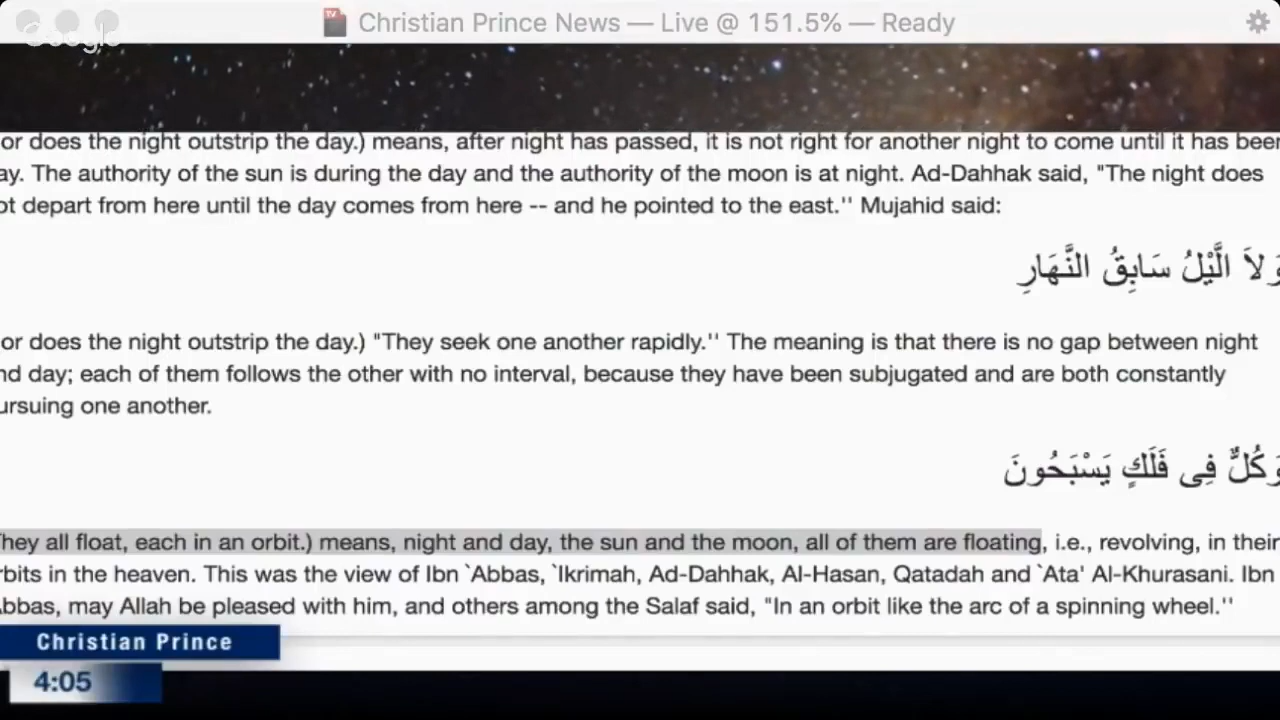 Christian Prince News — Live @ 151.5% — Ready
Google
or does the night outstrip the day.) means, after night has passed, it is not right for another night to come until it has been
ay. The authority of the sun is during the day and the authority of the moon is at night. Ad-Dahhak said, "The night does
ot depart from here until the day comes from here -- and he pointed to the east.'' Mujahid said:
وَلاَ الَّيْلُ سَابِقُ النَّهَارِ
or does the night outstrip the day.) "They seek one another rapidly.'' The meaning is that there is no gap between night
nd day; each of them follows the other with no interval, because they have been subjugated and are both constantly
ursuing one another.
وَكُلٌّ فِى فَلَكٍ يَسْبَحُونَ
They all float, each in an orbit.) means, night and day, the sun and the moon, all of them are floating, i.e., revolving, in their
rbits in the heaven. This was the view of Ibn `Abbas, `Ikrimah, Ad-Dahhak, Al-Hasan, Qatadah and `Ata' Al-Khurasani. Ibn
Abbas, may Allah be pleased with him, and others among the Salaf said, "In an orbit like the arc of a spinning wheel.''
Christian Prince
4:05